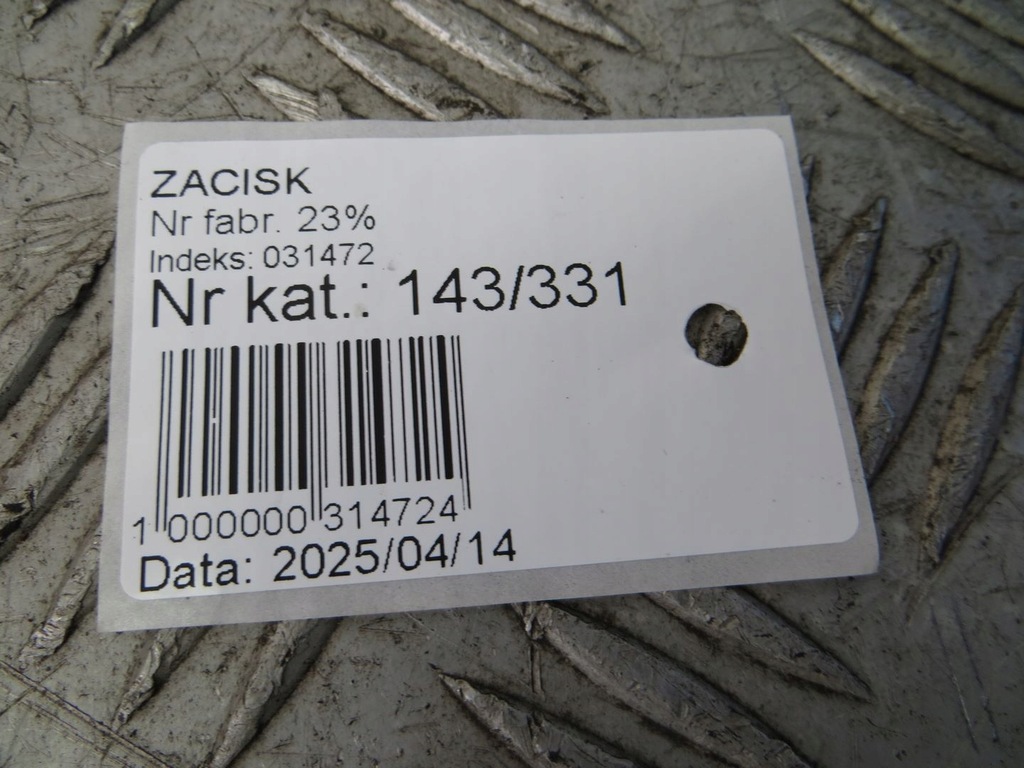 ZACISK
Nr fabr. 23%
Indeks: 031472
Nr kat.: 143/331
1 000000 314724
Data: 2025/04/14